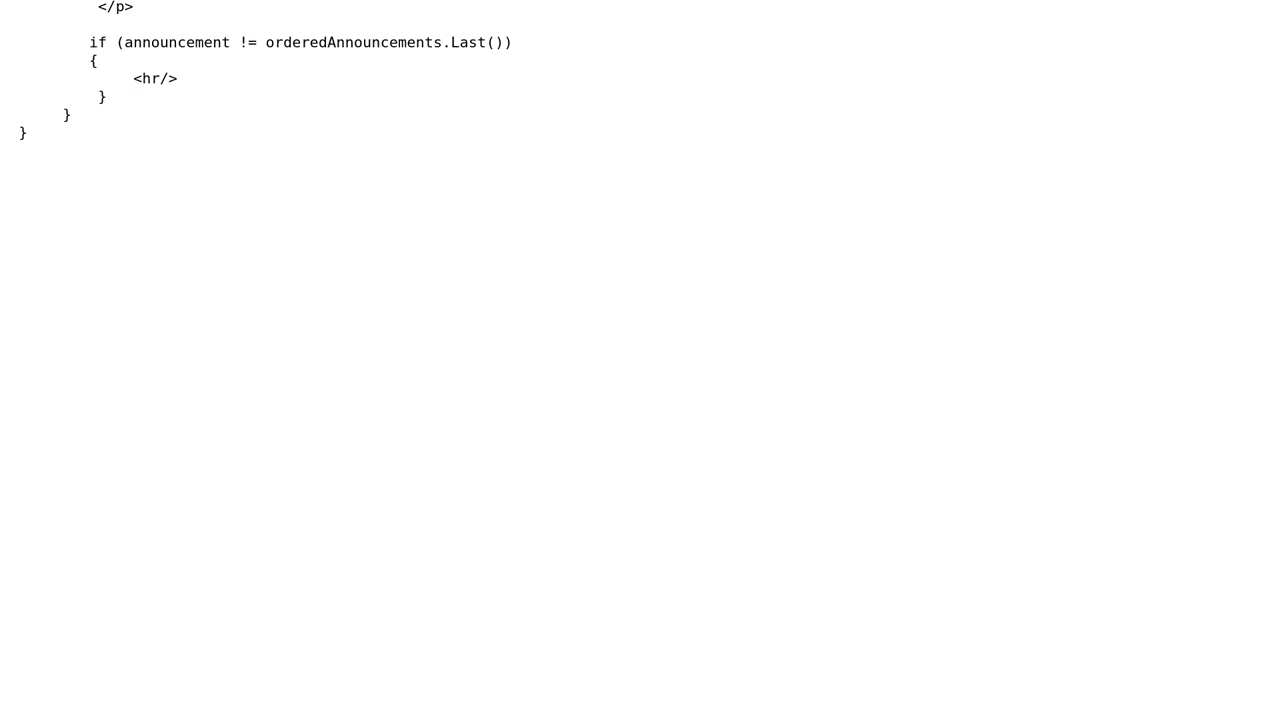 </p>
if (announcement != orderedAnnouncements.Last())
{
<hr/>
}
}
}